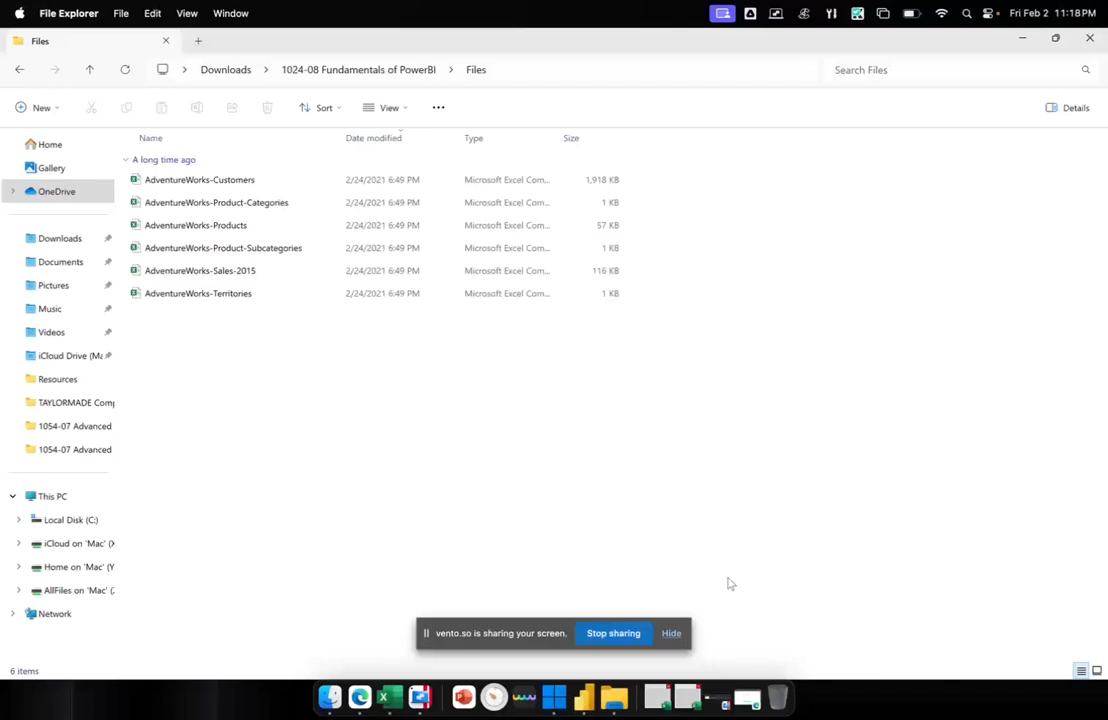 File Explorer File Edit View Window Fri Feb 2 11:18 PM
Files
Downloads 1024-08 Fundamentals of PowerBI Files Search Files
New Sort View Details
Name Date modified Type Size
Home
A long time ago
Gallery
AdventureWorks-Customers 2/24/2021 6:49 PM Microsoft Excel Com... 1,918 KB
OneDrive
AdventureWorks-Product-Categories 2/24/2021 6:49 PM Microsoft Excel Com... 1 KB
AdventureWorks-Products 2/24/2021 6:49 PM Microsoft Excel Com... 57 KB
Downloads
AdventureWorks-Product-Subcategories 2/24/2021 6:49 PM Microsoft Excel Com... 1 KB
Documents
AdventureWorks-Sales-2015 2/24/2021 6:49 PM Microsoft Excel Com... 116 KB
Pictures
AdventureWorks-Territories 2/24/2021 6:49 PM Microsoft Excel Com... 1 KB
Music
Videos
iCloud Drive (Ma
Resources
TAYLORMADE Comp
1054-07 Advanced
1054-07 Advanced
This PC
Local Disk (C:)
iCloud on 'Mac' (X
Home on 'Mac' (Y
AllFiles on 'Mac' (Z
Network
vento.so is sharing your screen. Stop sharing Hide
6 items